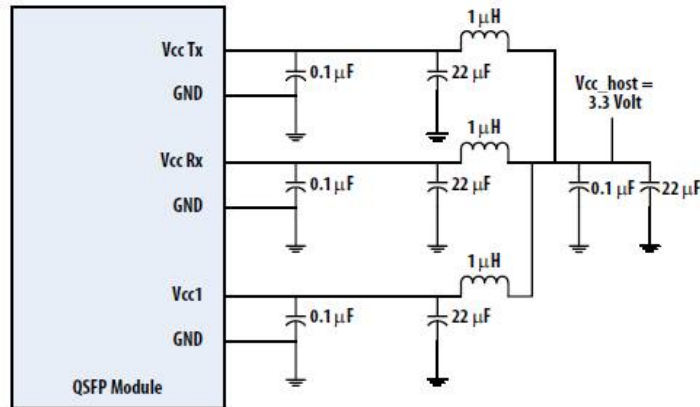 1 µH
Vcc Tx
0.1 µF
22 µF
GND
Vcc_host =
3.3 Volt
1 µH
Vcc Rx
0.1 µF
22 µF
0.1 µF
22 µF
GND
1 µH
Vcc1
0.1 µF
22 µF
GND
QSFP Module